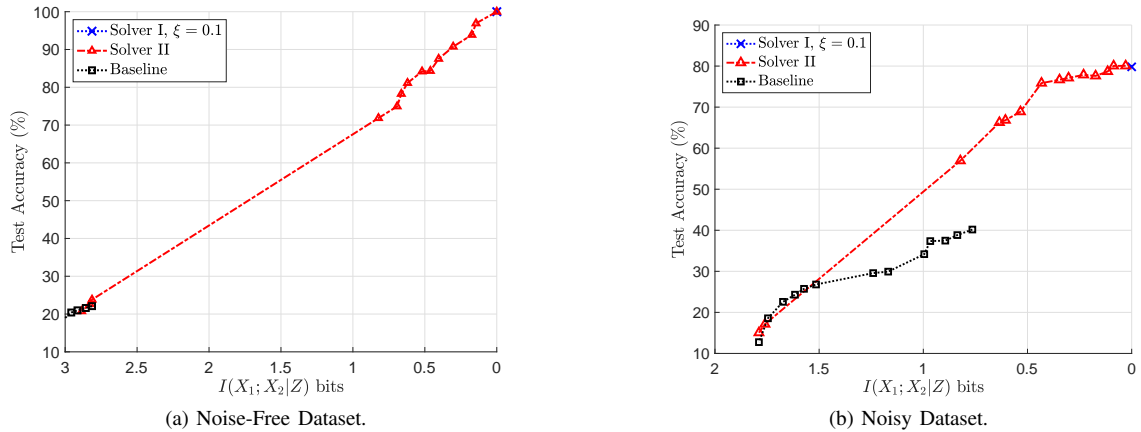 100
90
80
70
60
50
40
30
20
10
Test Accuracy (%)
Solver I, ξ = 0.1
Solver II
Baseline
3
2.5
2
1.5
1
0.5
0
I(X₁; X₂|Z) bits
(a) Noise-Free Dataset.
90
80
70
60
50
40
30
20
10
Test Accuracy (%)
Solver I, ξ = 0.1
Solver II
Baseline
2
1.5
1
0.5
0
I(X₁; X₂|Z) bits
(b) Noisy Dataset.